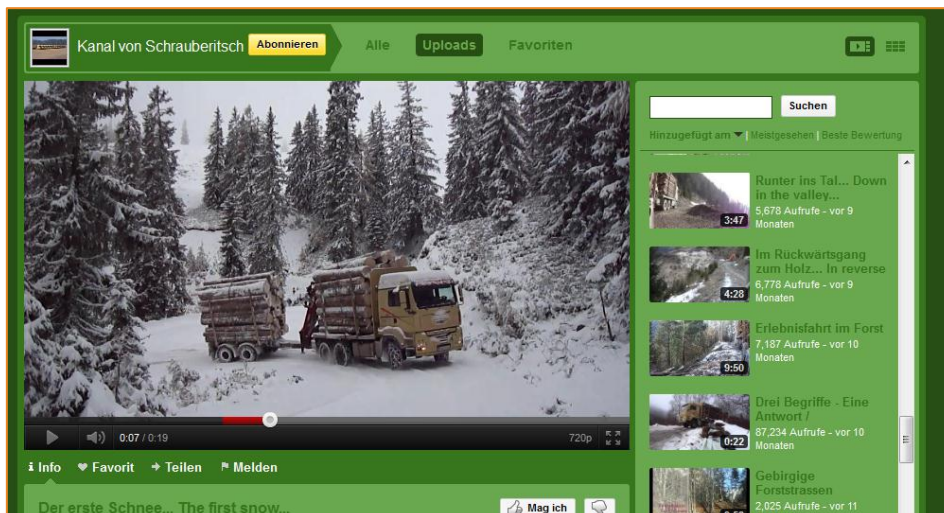 Kanal von Schrauberitsch Abonnieren Alle Uploads Favoriten
Suchen
Hinzugefügt am | Meistgesehen | Beste Bewertung
Runter ins Tal... Down
in the valley...
5,678 Aufrufe - vor 9
Monaten
3:47
Im Rückwärtsgang
zum Holz... In reverse
6,778 Aufrufe - vor 9
Monaten
4:28
Erlebnisfahrt im Forst
7,187 Aufrufe - vor 10
Monaten
9:50
Drei Begriffe - Eine
Antwort /
87,234 Aufrufe - vor 10
Monaten
0:22
Gebirgige
Forststrassen
2,025 Aufrufe - vor 11
0:07 / 0:19 720p
Info Favorit Teilen Melden
Der erste Schnee... The first snow...
Mag ich